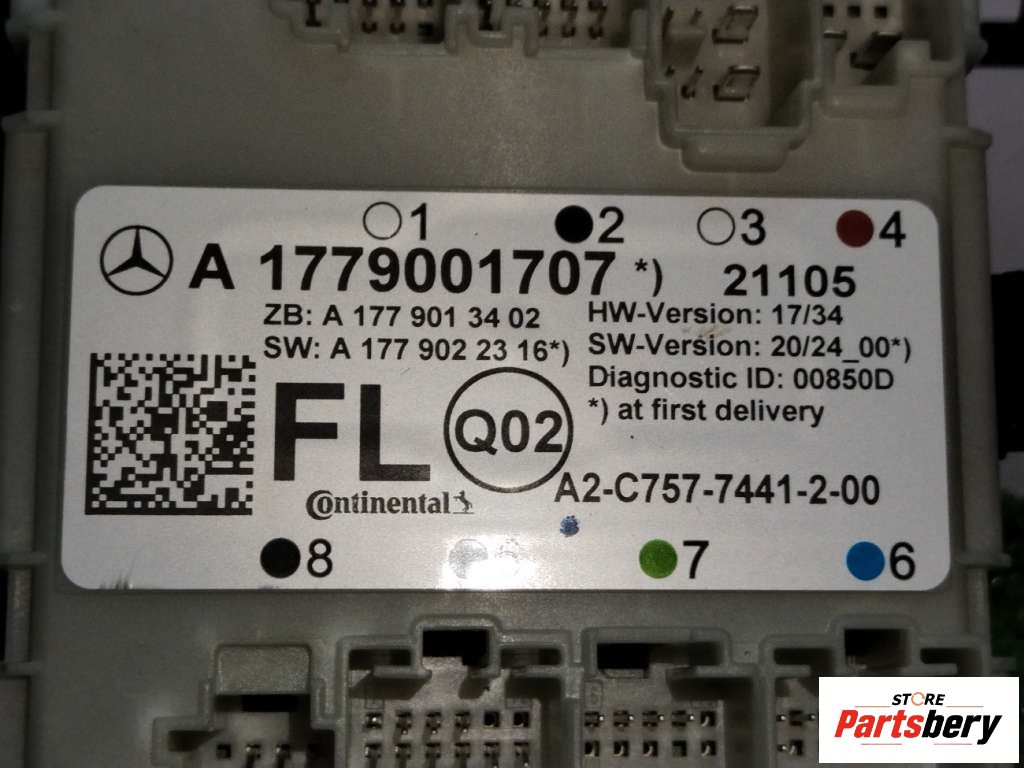 1 2 3 4
A 1779001707 *) 21105
ZB: A 177 901 34 02
SW: A 177 902 23 16*)
HW-Version: 17/34
SW-Version: 20/24_00*)
Diagnostic ID: 00850D
*) at first delivery
FL
Q02
Continental
A2-C757-7441-2-00
8 7 6
STORE
Partsbery